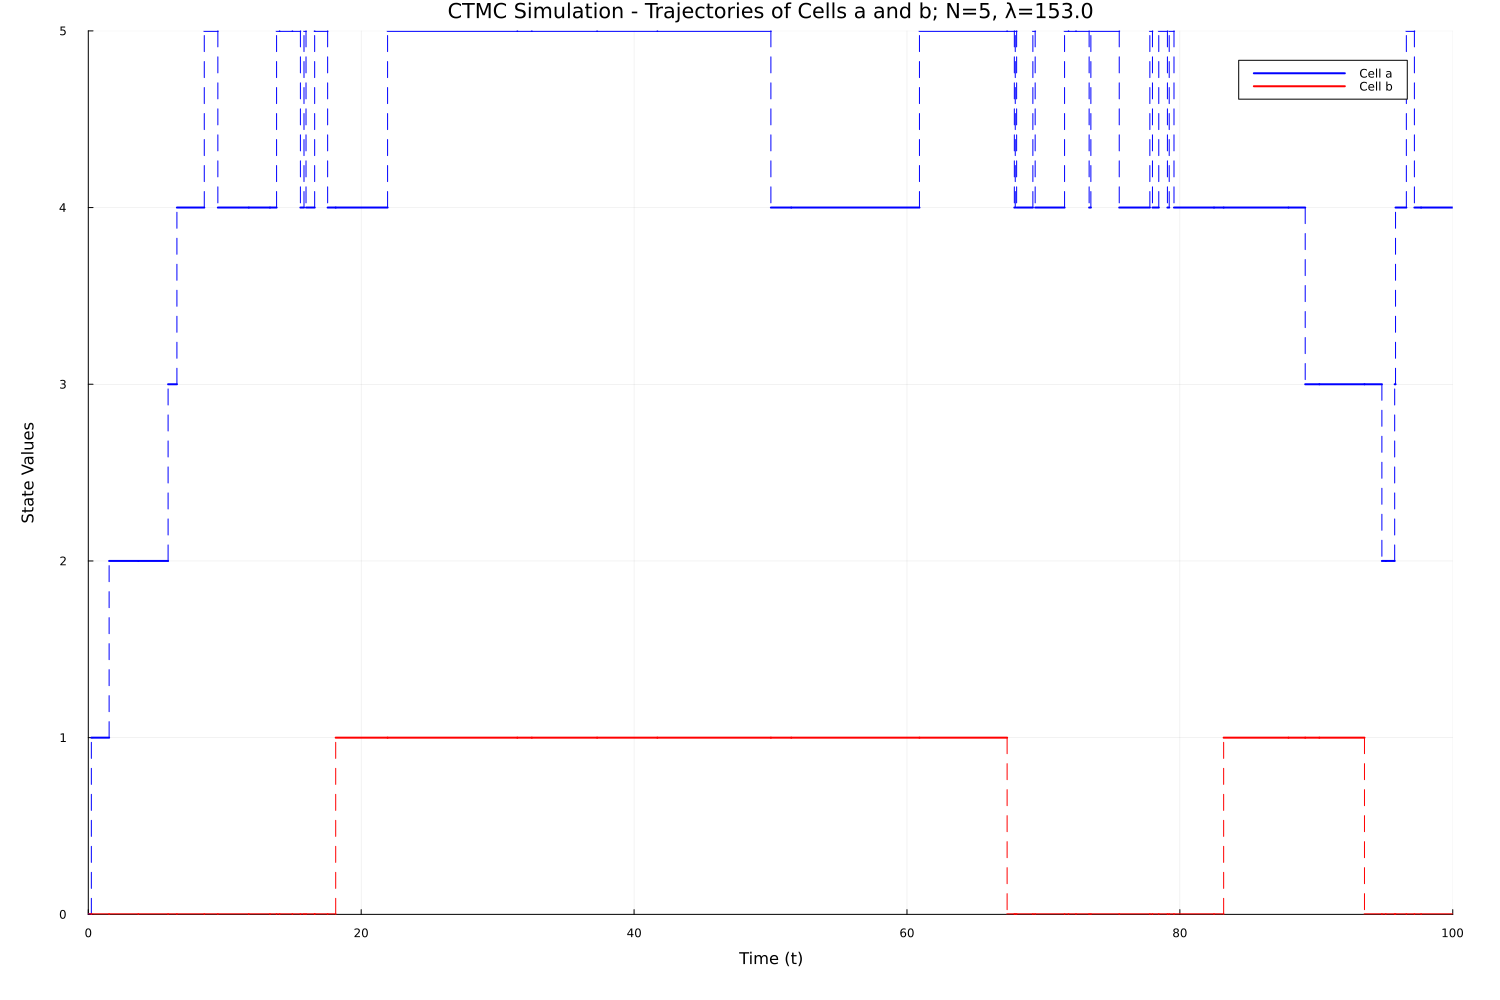 CTMC Simulation - Trajectories of Cells a and b; N=5, λ=153.0
5
4
3
2
1
0
State Values
Cell a
Cell b
0 20 40 60 80 100
Time (t)